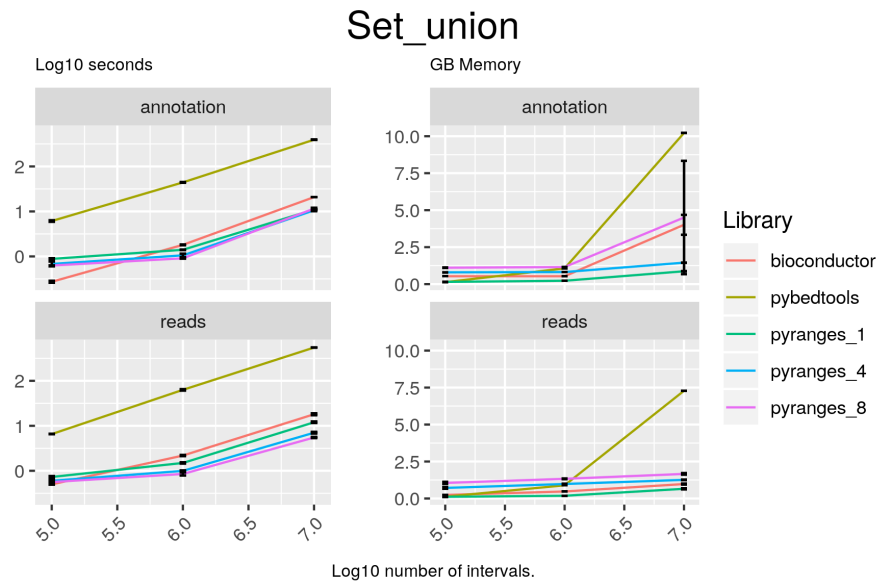 Set_union
Log10 seconds
GB Memory
annotation
annotation
2
1
0
10.0
7.5
5.0
2.5
0.0
reads
reads
2
1
0
10.0
7.5
5.0
2.5
0.0
5.0
5.5
6.0
6.5
7.0
5.0
5.5
6.0
6.5
7.0
Log10 number of intervals.
Library
bioconductor
pybedtools
pyranges_1
pyranges_4
pyranges_8